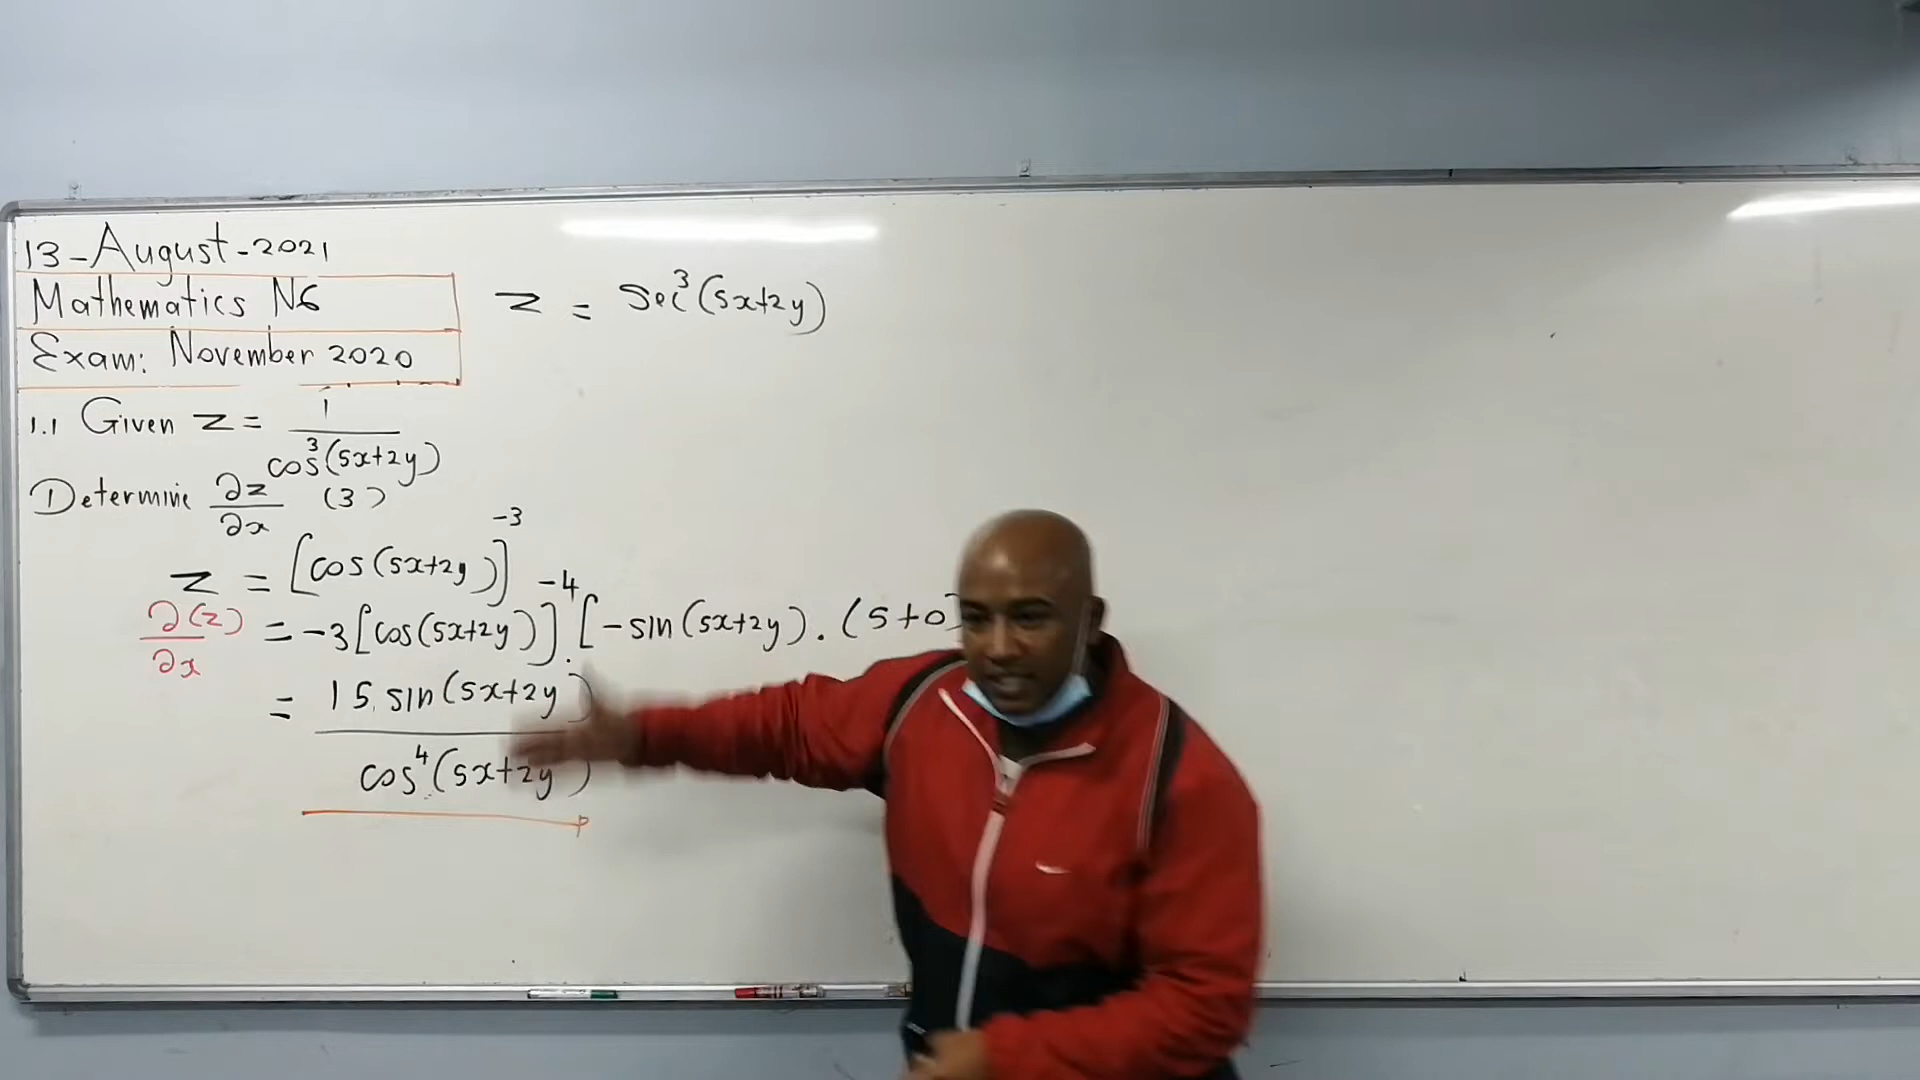 13-August-2021
Mathematics N6
Exam: November 2020
1.1 Given z = 1/cos³(5x+2y)
Determine ∂z/∂x (3)
z = [cos(5x+2y)]⁻³
∂(z)/∂x = -3[cos(5x+2y)]⁻⁴.[-sin(5x+2y).(5+0)
= 15.sin(5x+2y)/cos⁴(5x+2y)
z = sec³(5x+2y)